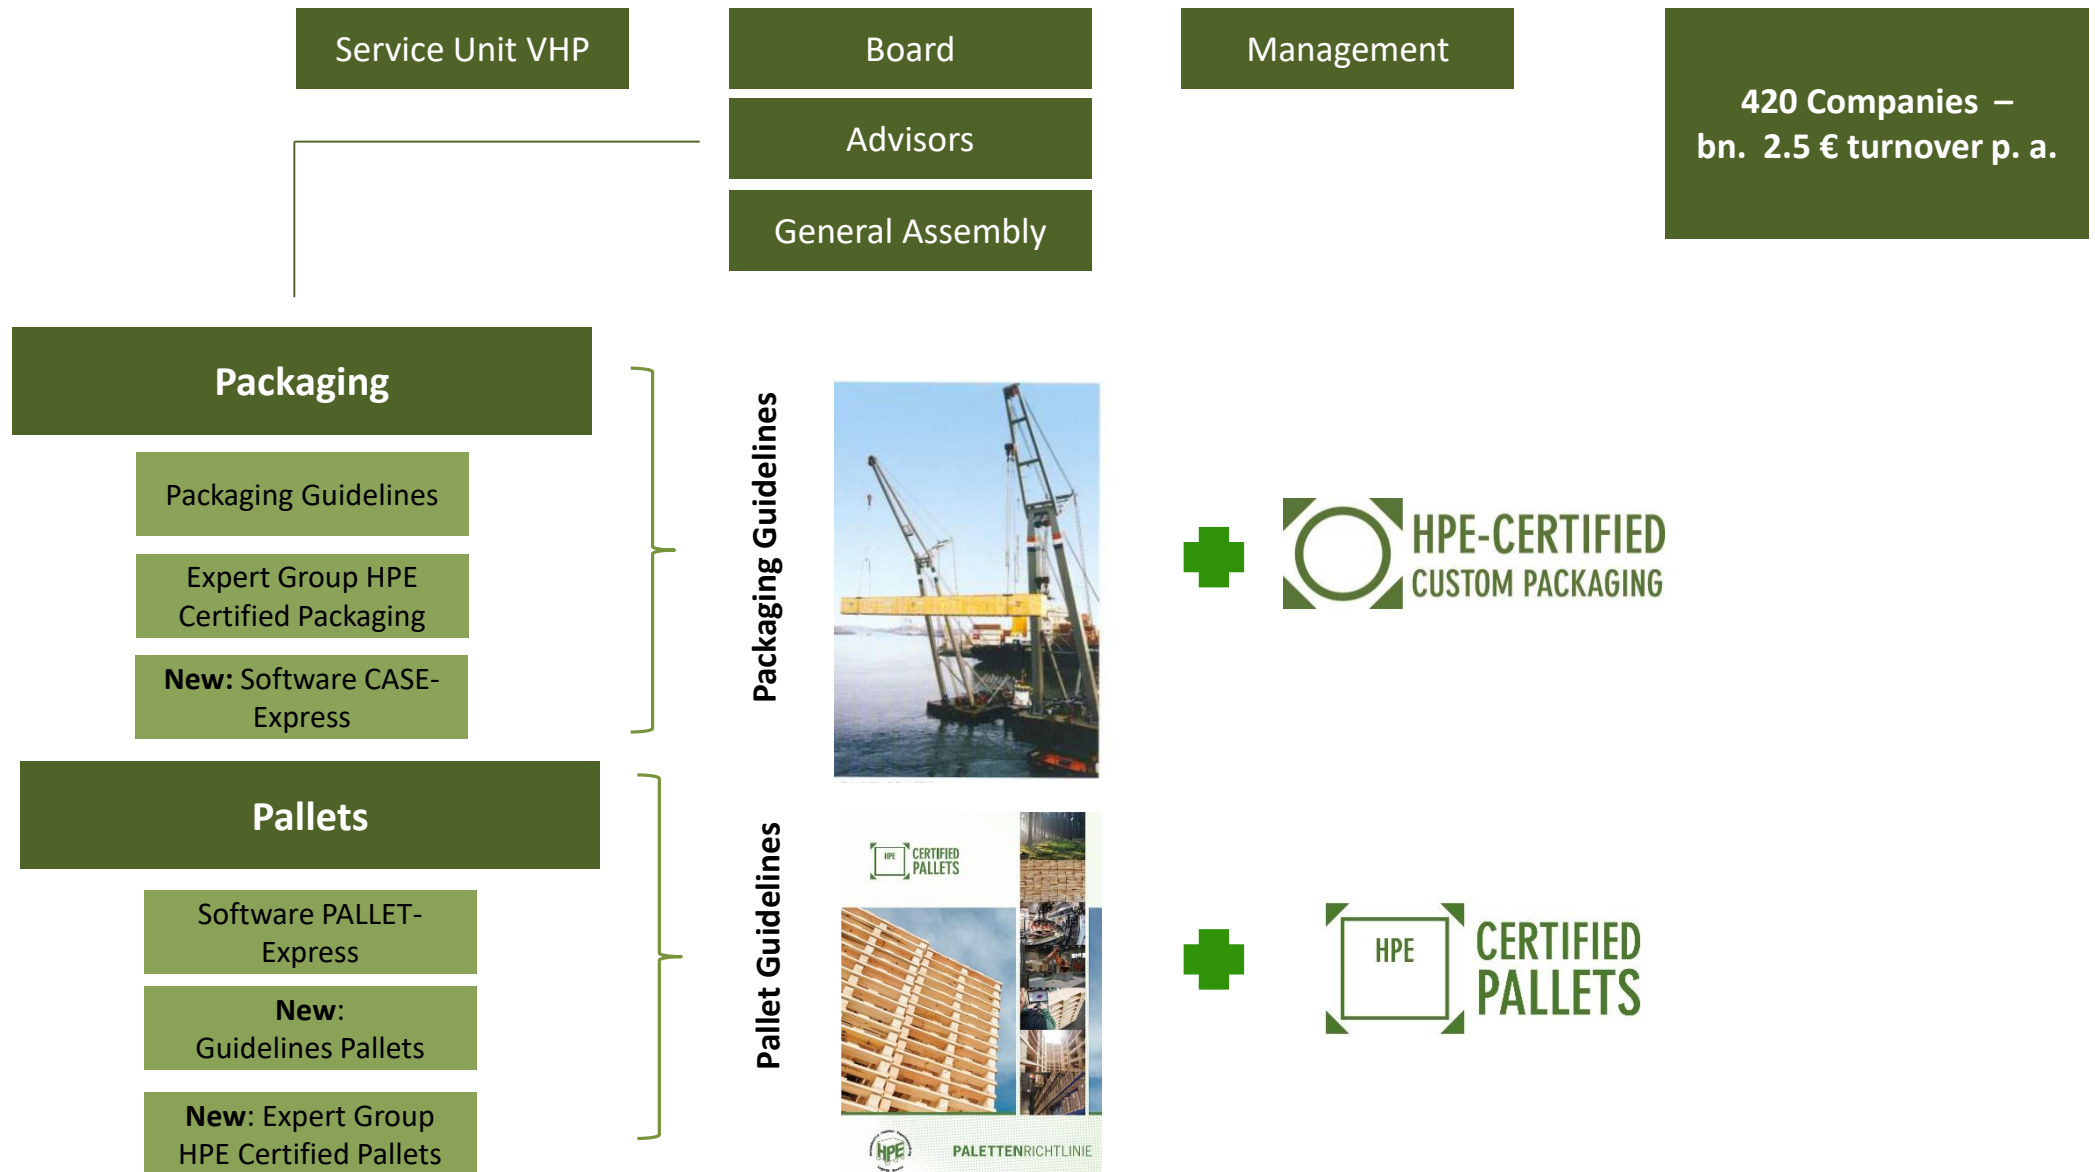 Service Unit VHP
Board
Management
420 Companies –
bn. 2.5 € turnover p. a.
Advisors
General Assembly
Packaging
Packaging Guidelines
Expert Group HPE
Certified Packaging
New: Software CASE-
Express
Packaging Guidelines
HPE-CERTIFIED
CUSTOM PACKAGING
Pallets
Software PALLET-
Express
New:
Guidelines Pallets
New: Expert Group
HPE Certified Pallets
Pallet Guidelines
HPE
CERTIFIED
PALLETS
HPE
PALETTENRICHTLINIE
HPE
CERTIFIED
PALLETS